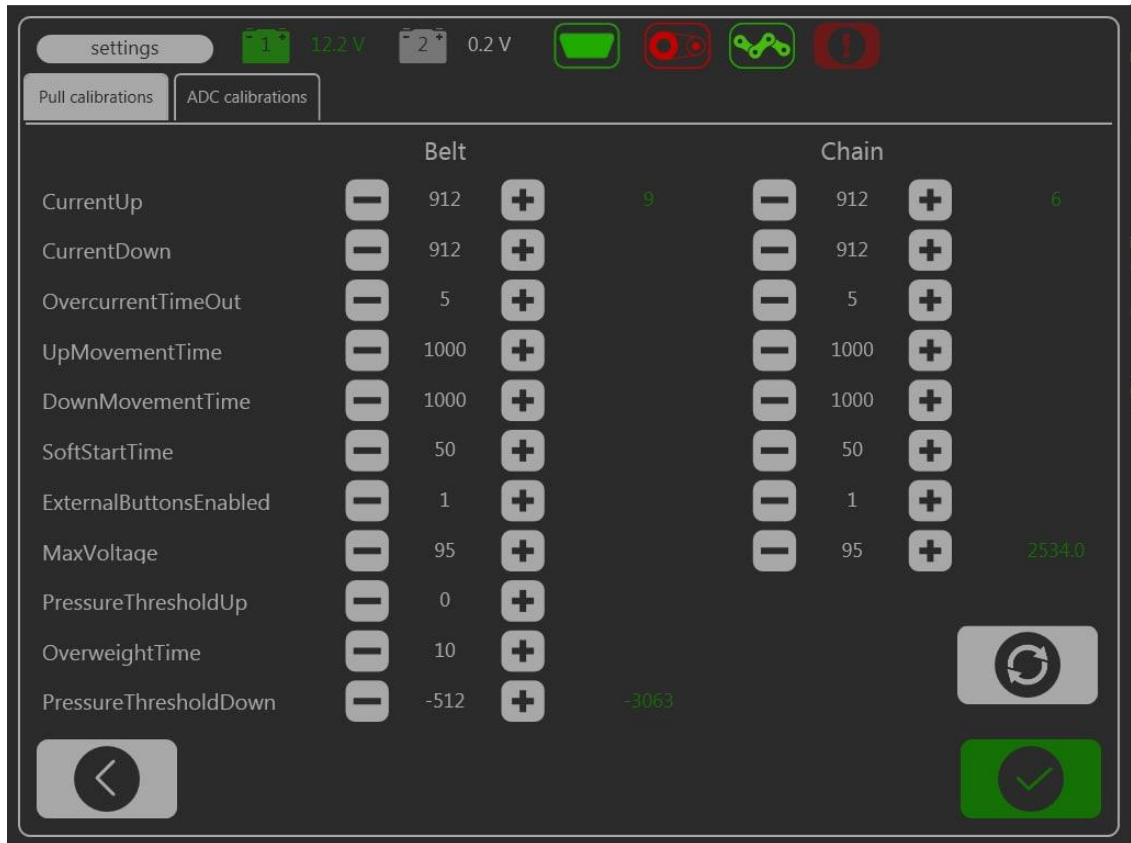 settings 1 12.2 V 2 0.2 V
Pull calibrations ADC calibrations
Belt Chain
CurrentUp 912 9 912 6
CurrentDown 912 912
OvercurrentTimeOut 5 5
UpMovementTime 1000 1000
DownMovementTime 1000 1000
SoftStartTime 50 50
ExternalButtonsEnabled 1 1
MaxVoltage 95 95 2534.0
PressureThresholdUp 0
OverweightTime 10
PressureThresholdDown -512 -3063